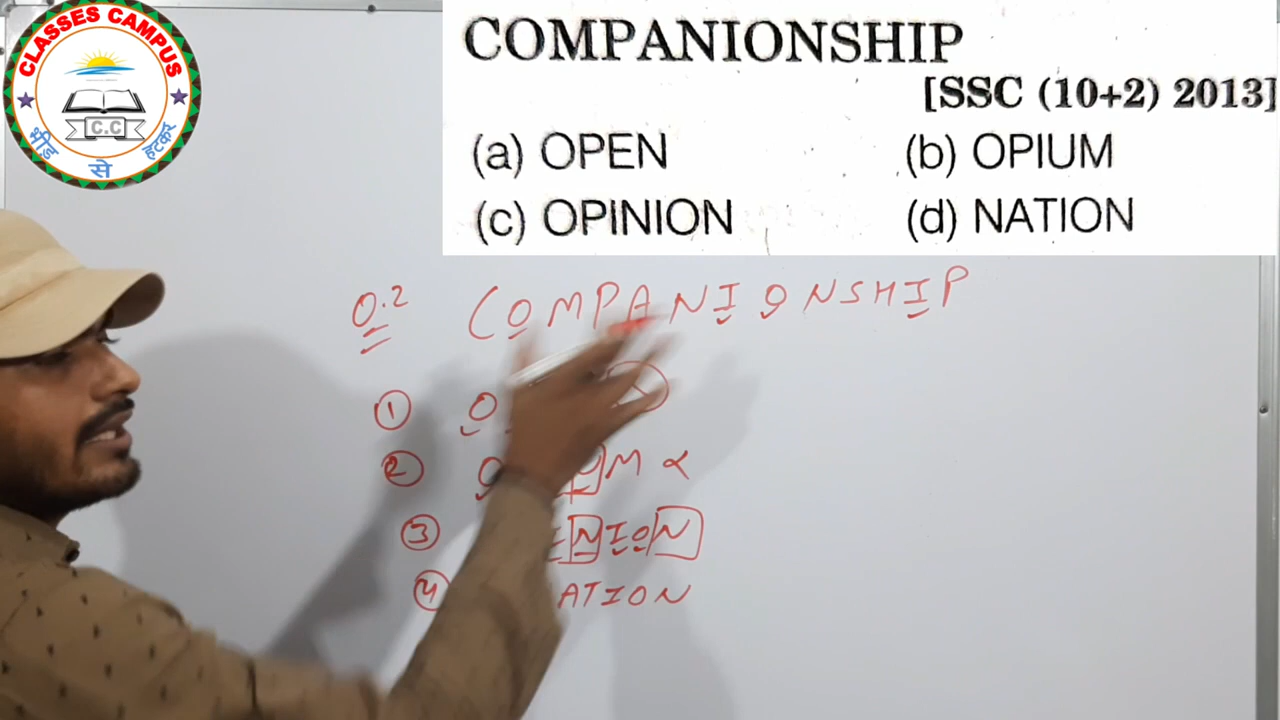 CLASSES CAMPUS
C.C
भीड़ से हटकर
COMPANIONSHIP
[SSC (10+2) 2013]
(a) OPEN (b) OPIUM
(c) OPINION (d) NATION
Q.2 COMPANIONSHIP
1 O
2 O U M
3 I N I O N
4 ATION